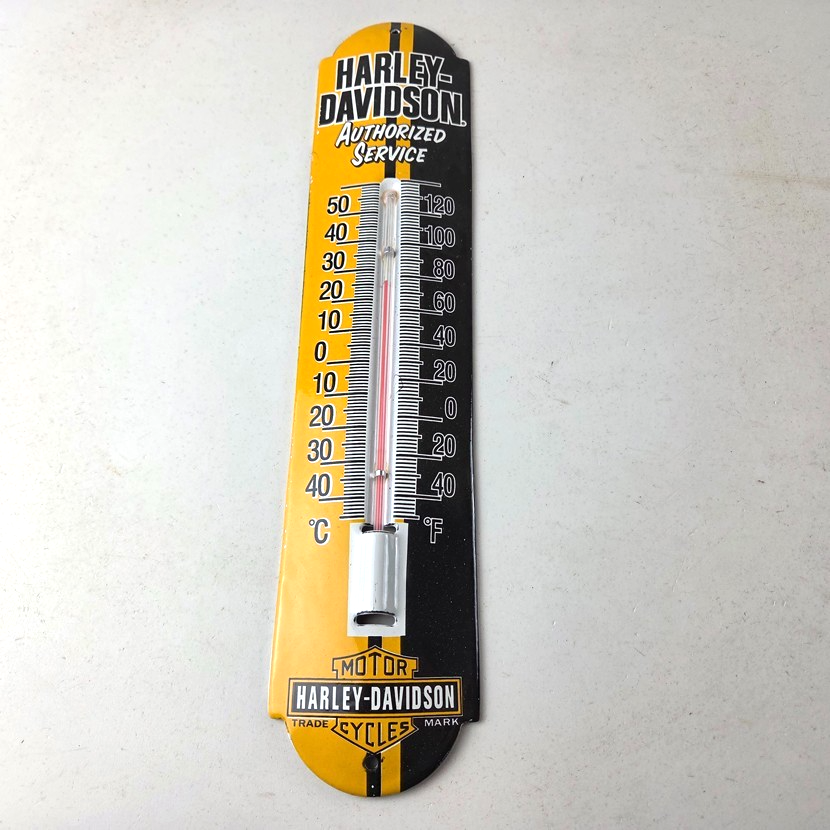 HARLEY-
DAVIDSON
AUTHORIZED
SERVICE
50 120
40 100
30 80
20 60
10 40
0 20
10 0
20 20
30 40
40
°C °F
MOTOR
HARLEY-DAVIDSON
TRADE MARK
CYCLES